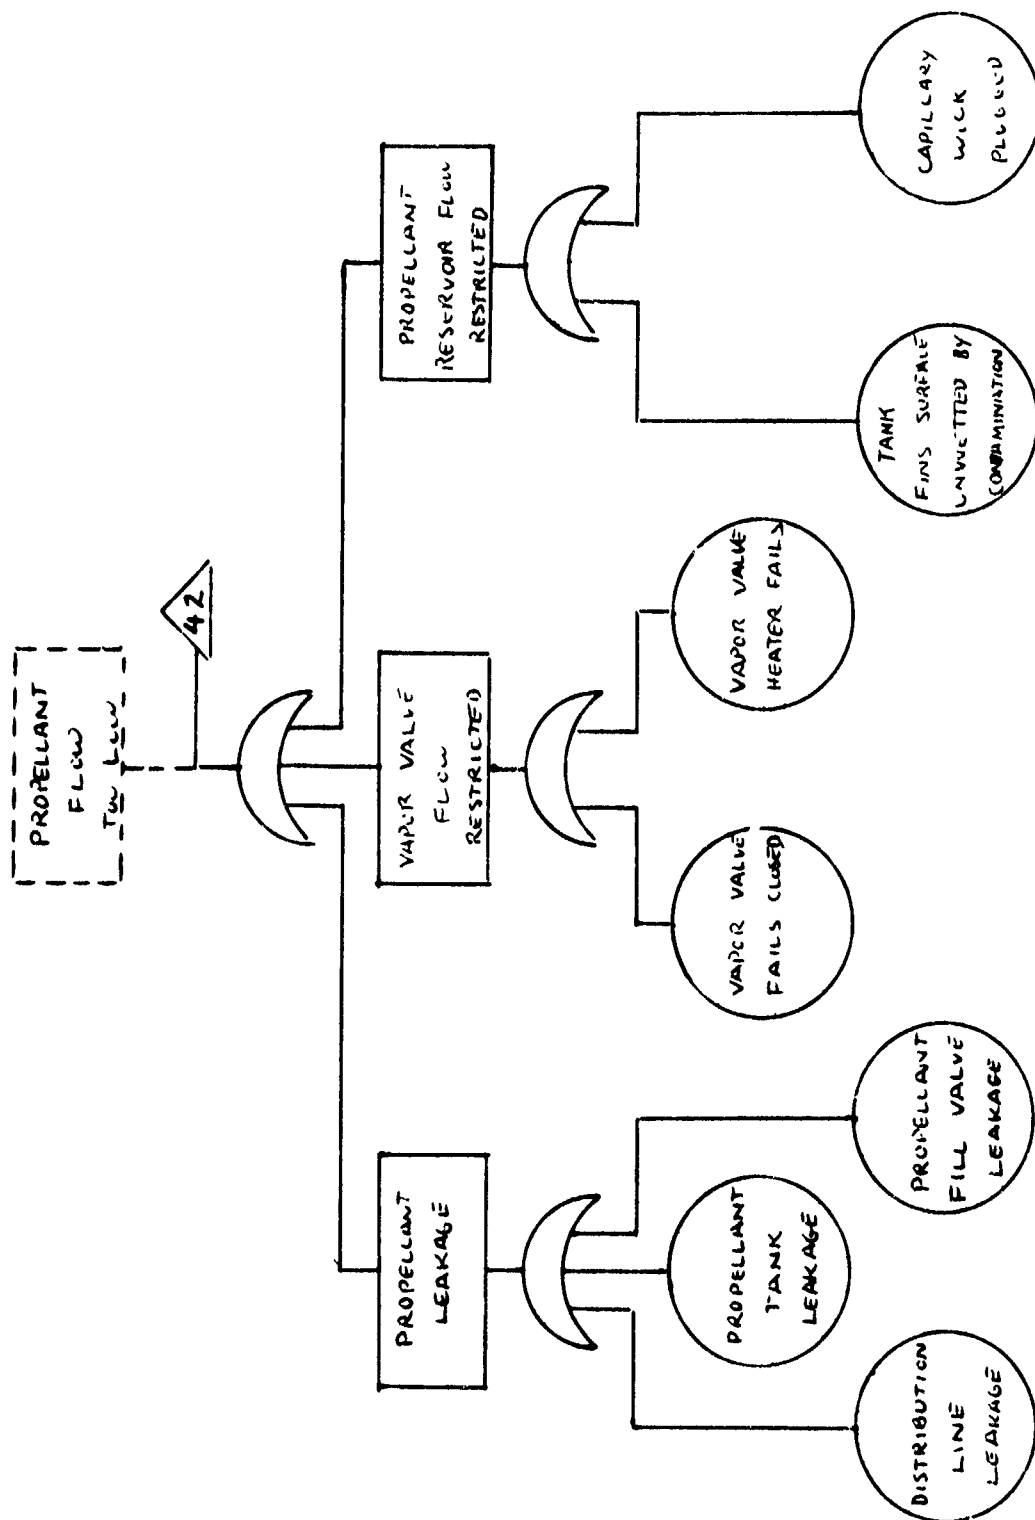 PROPELLANT
FLOW
TOO LOW
42
PROPELLANT
LEAKAGE
VAPOR VALVE
FLOW
RESTRICTED
PROPELLANT
RESERVOIR FLOW
RESTRICTED
DISTRIBUTION
LINE
LEAKAGE
PROPELLANT
TANK
LEAKAGE
PROPELLANT
FILL VALVE
LEAKAGE
VAPOR VALVE
FAILS CLOSED
VAPOR VALVE
HEATER FAILS
TANK
FINS SURFACE
UNWETTED BY
CONTAMINATION
CAPILLARY
WICK
PLUGGED